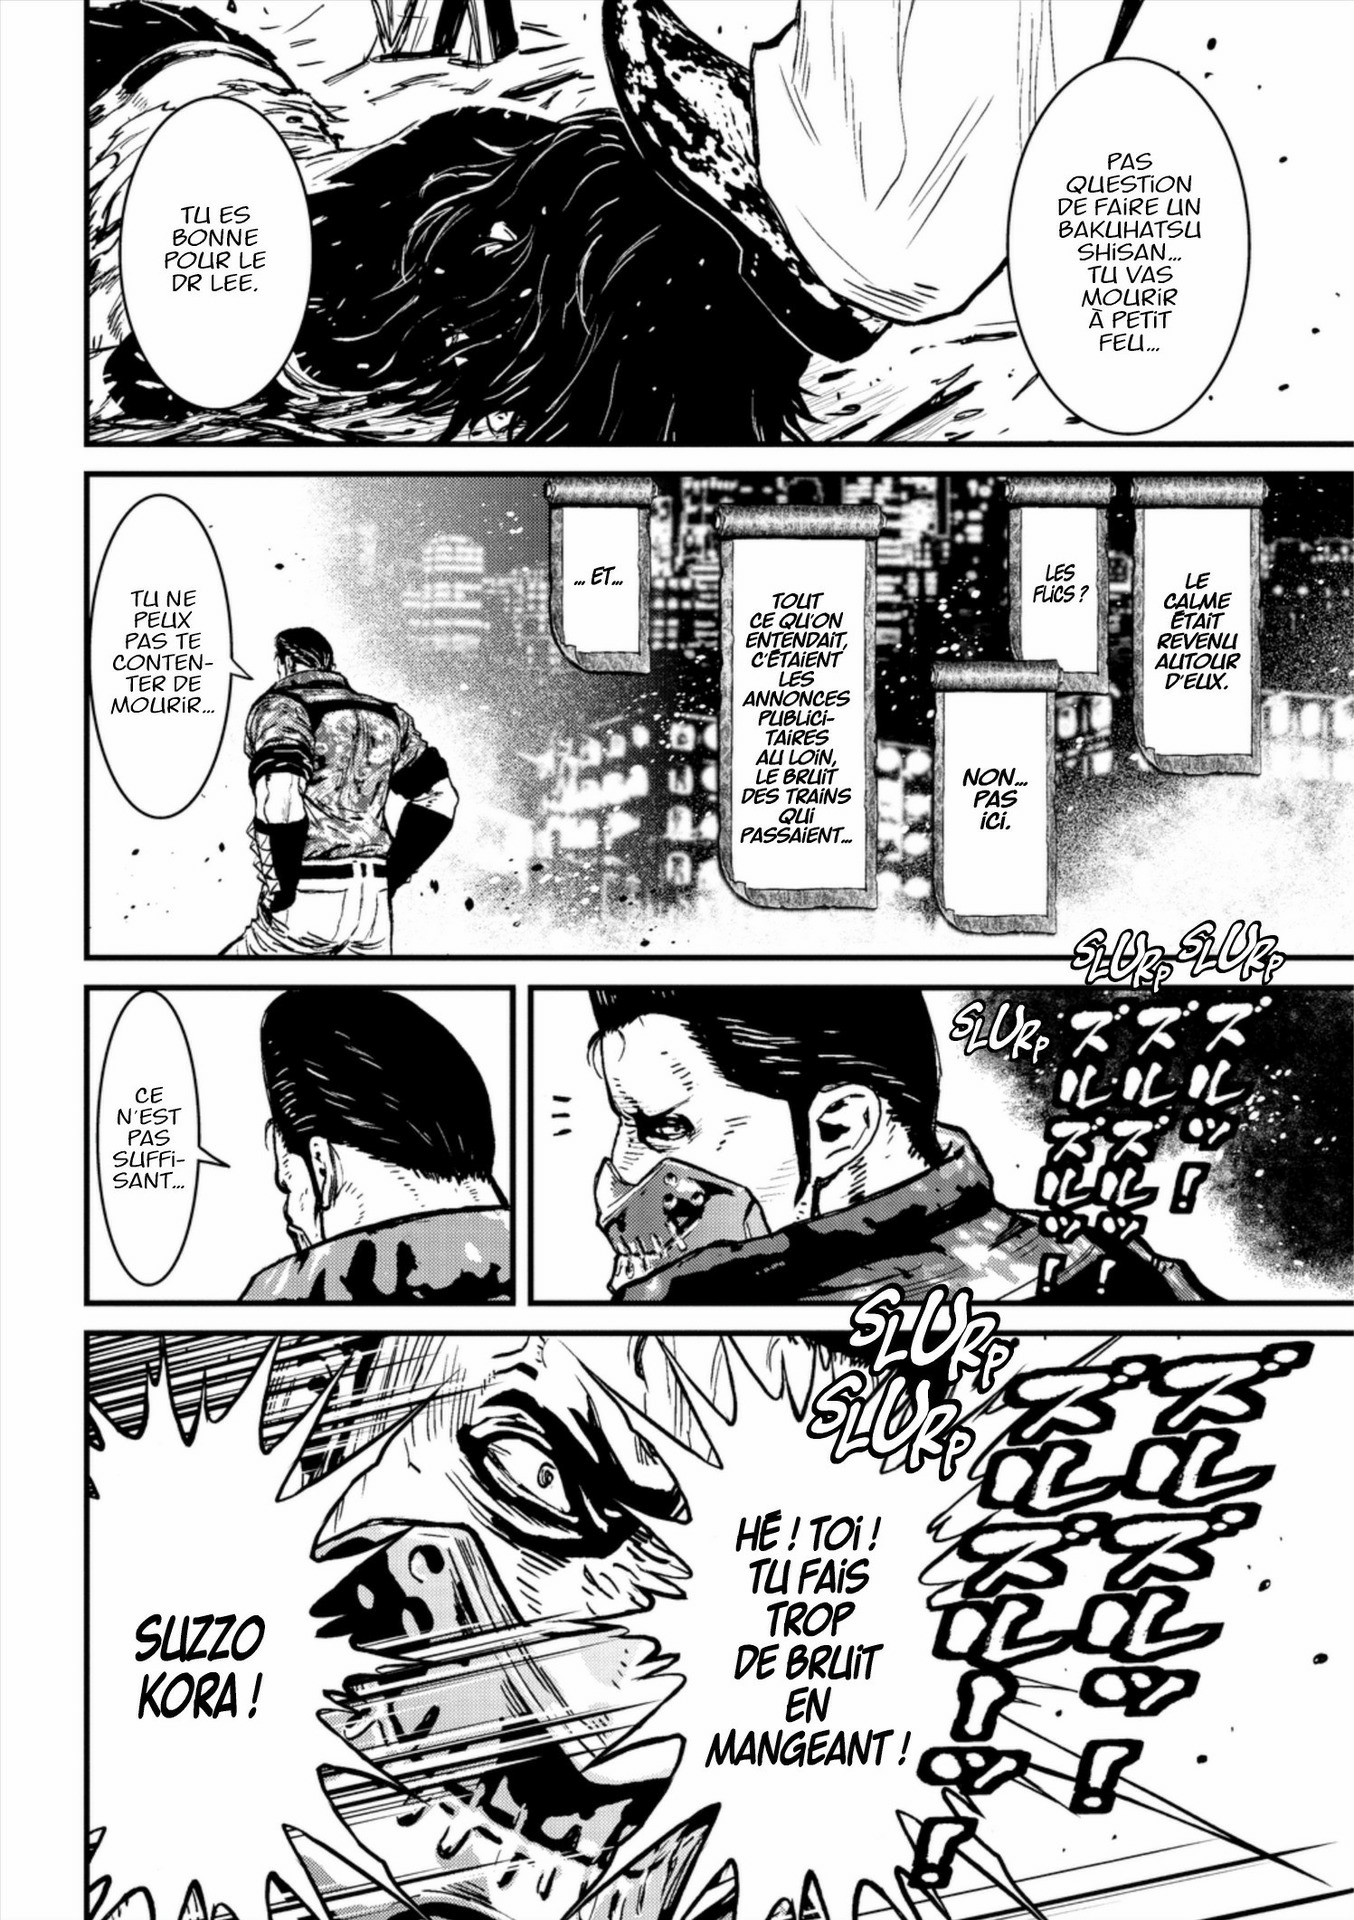 PAS
QUESTION
DE FAIRE UN
BAKUHATSU
SHISAN...
TU VAS
MOURIR
À PETIT
FEU...
TU ES
BONNE
POUR LE
DR LEE.
LE
CALME
ÉTAIT
REVENU
AUTOUR
D'EUX.
LES
FLICS ?
NON...
PAS
ICI.
TOUT
CE QU'ON
ENTENDAIT,
C'ÉTAIENT
LES
ANNONCES
PUBLICI-
TAIRES
AU LOIN,
LE BRUIT
DES TRAINS
QUI
PASSAIENT...
... ET...
TU NE
PEUX
PAS TE
CONTEN-
TER DE
MOURIR...
SLURP
SLURP
SLURP
ズルッ!
ズルズルッ!
ズルズルッ!
CE
N'EST
PAS
SUFFI-
SANT...
SLURP
SLURP
ズルズルッ!
ズルズルーッ!
HÉ ! TOI !
TU FAIS
TROP
DE BRUIT
EN
MANGEANT !
SUZZO
KORA !